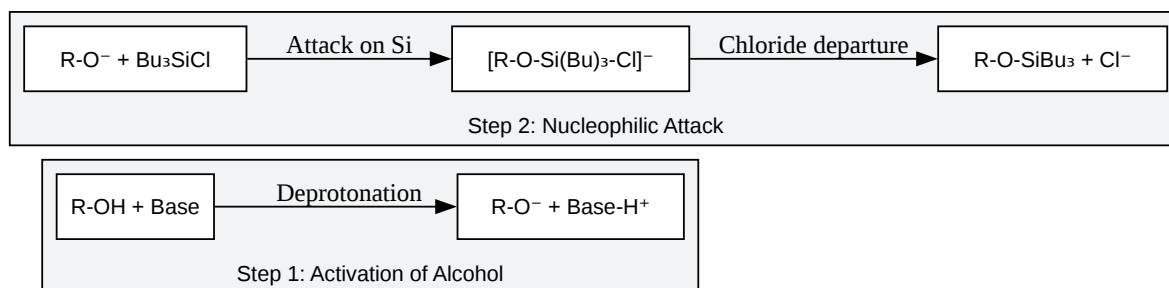 Attack on Si
Chloride departure
R-O⁻ + Bu₃SiCl
[R-O-Si(Bu)₃-Cl]⁻
R-O-SiBu₃ + Cl⁻
Step 2: Nucleophilic Attack
Deprotonation
R-OH + Base
R-O⁻ + Base-H⁺
Step 1: Activation of Alcohol